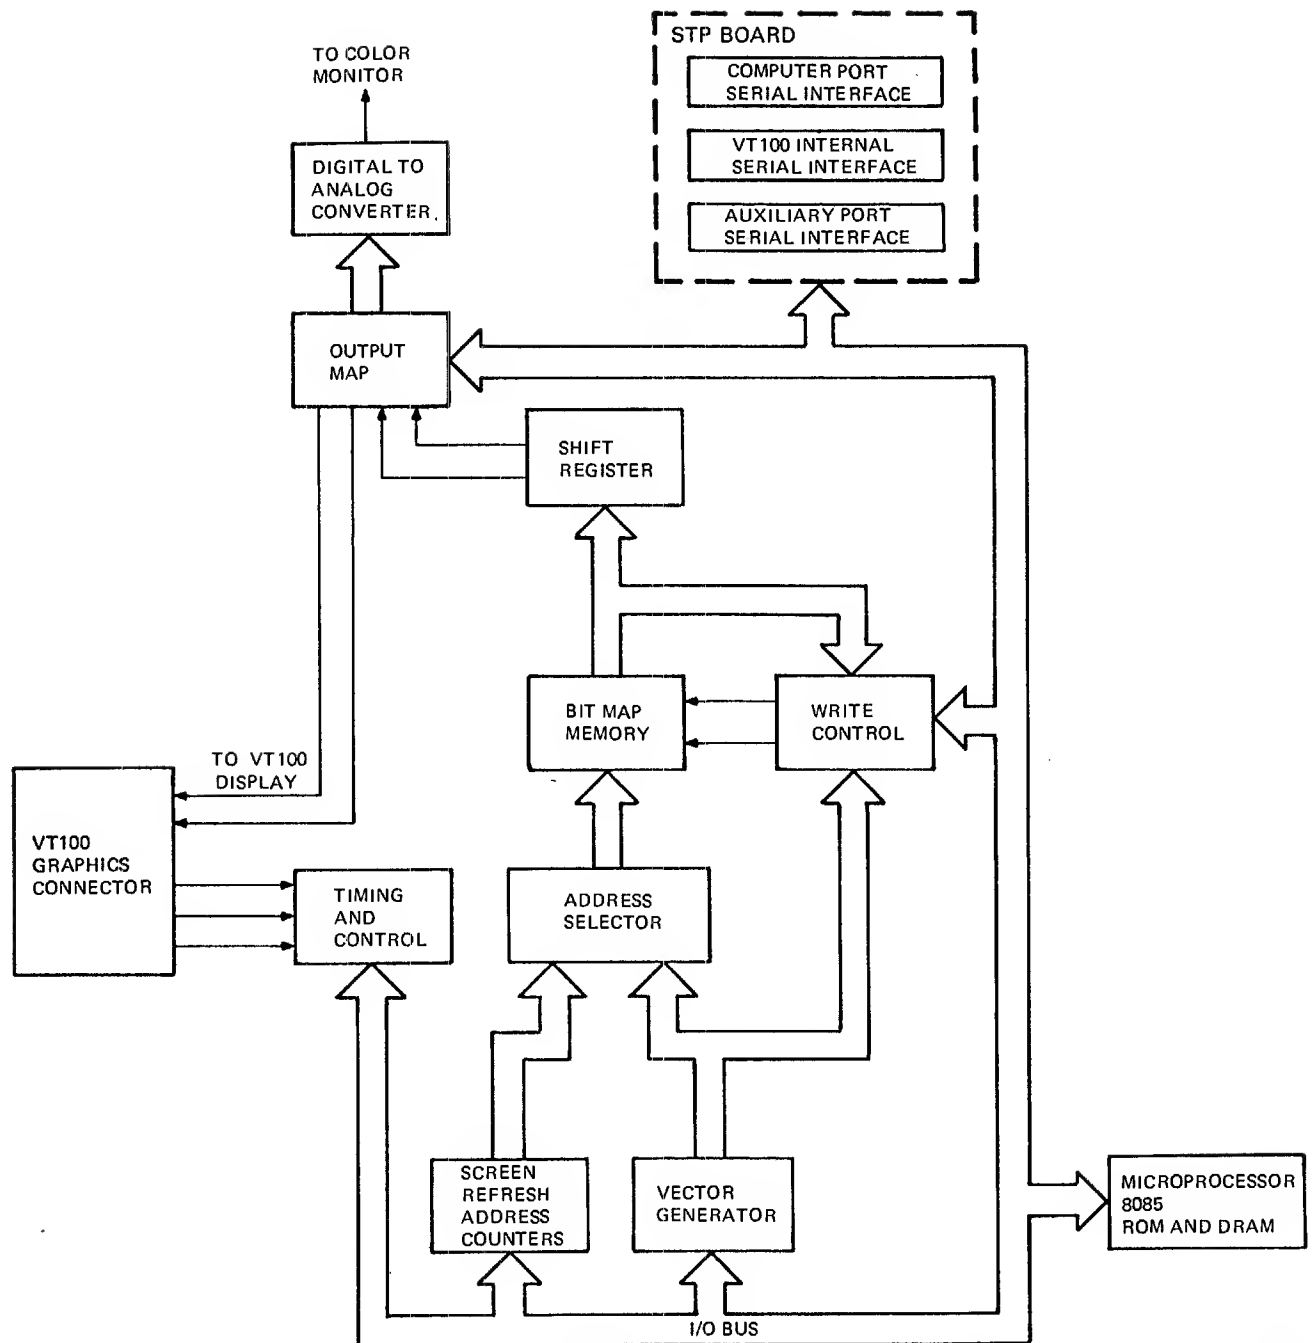 STP BOARD
COMPUTER PORT
SERIAL INTERFACE
VT100 INTERNAL
SERIAL INTERFACE
AUXILIARY PORT
SERIAL INTERFACE
TO COLOR
MONITOR
DIGITAL TO
ANALOG
CONVERTER
OUTPUT
MAP
SHIFT
REGISTER
BIT MAP
MEMORY
WRITE
CONTROL
TO VT100
DISPLAY
VT100
GRAPHICS
CONNECTOR
TIMING
AND
CONTROL
ADDRESS
SELECTOR
SCREEN
REFRESH
ADDRESS
COUNTERS
VECTOR
GENERATOR
MICROPROCESSOR
8085
ROM AND DRAM
I/O BUS